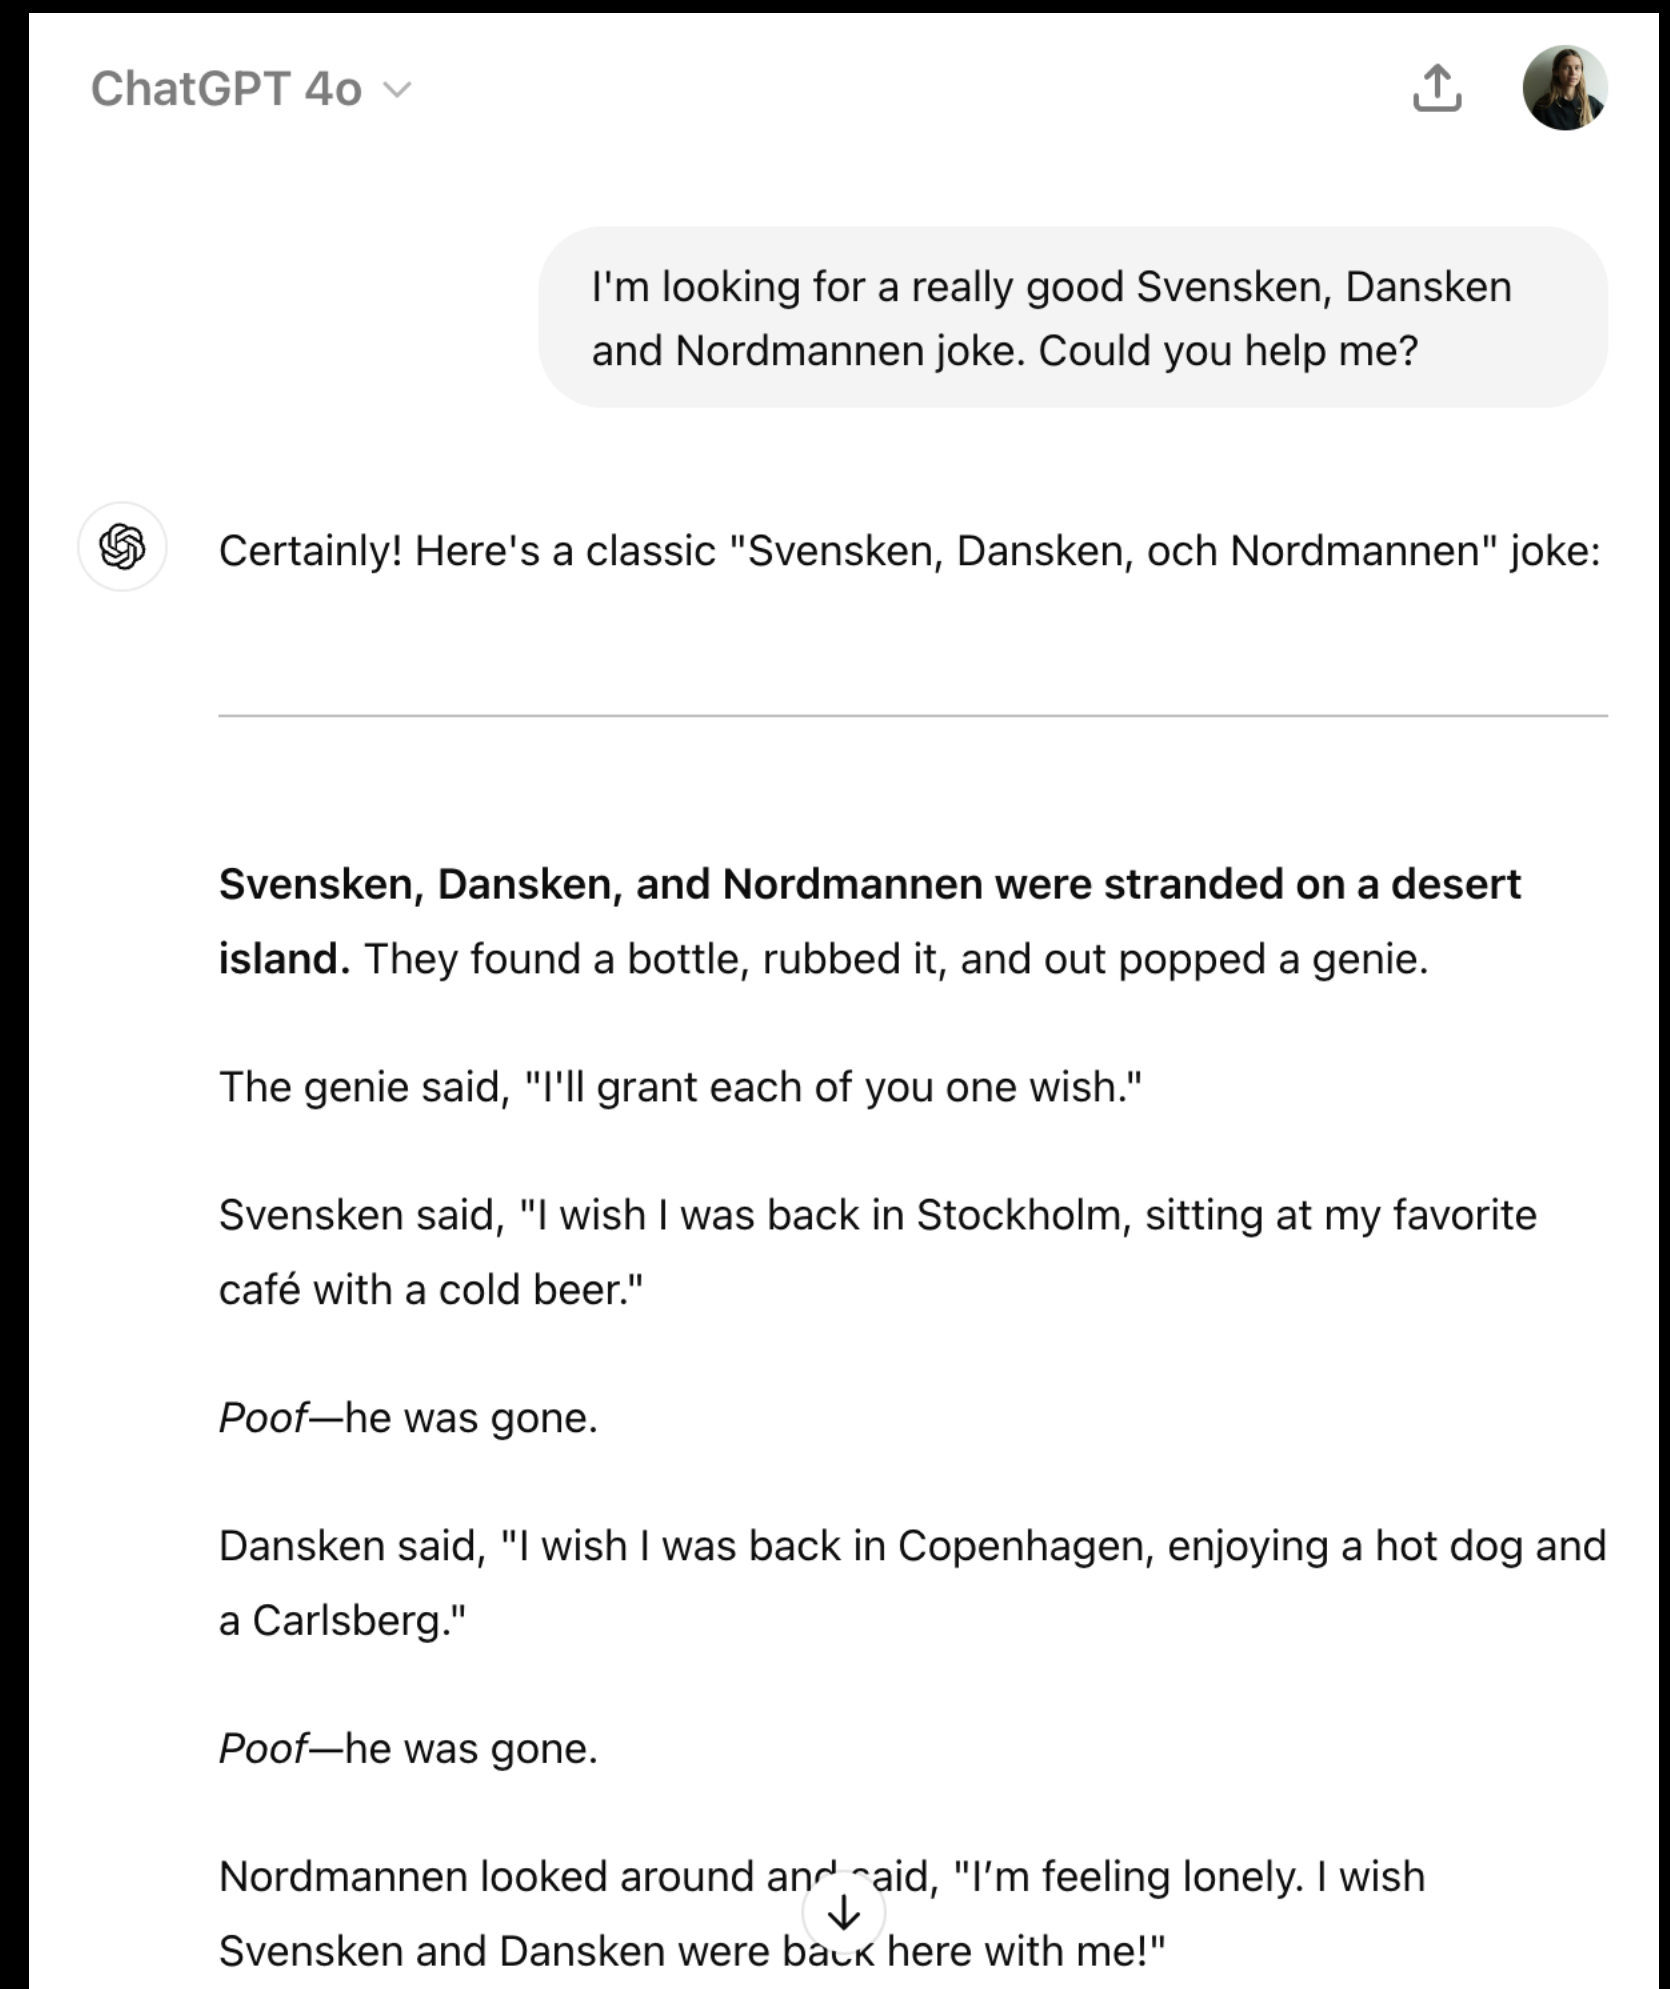 ChatGPT 4o
I'm looking for a really good Svensken, Dansken
and Nordmannen joke. Could you help me?
Certainly! Here's a classic "Svensken, Dansken, och Nordmannen" joke:
Svensken, Dansken, and Nordmannen were stranded on a desert
island. They found a bottle, rubbed it, and out popped a genie.
The genie said, "I'll grant each of you one wish."
Svensken said, "I wish I was back in Stockholm, sitting at my favorite
café with a cold beer."
Poof—he was gone.
Dansken said, "I wish I was back in Copenhagen, enjoying a hot dog and
a Carlsberg."
Poof—he was gone.
Nordmannen looked around and said, "I’m feeling lonely. I wish
Svensken and Dansken were back here with me!"